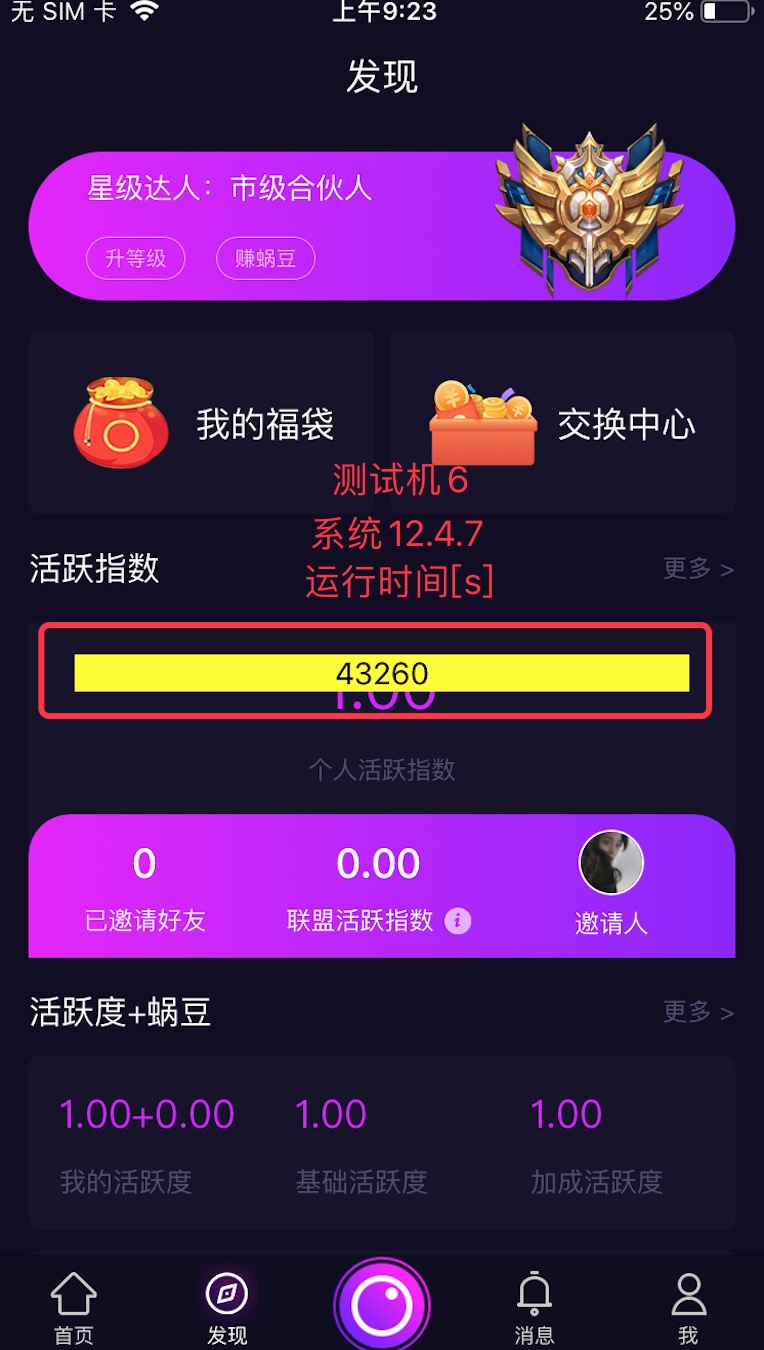 无 SIM 卡 上午9:23 25%
发现
星级达人：市级合伙人
升等级 赚蜗豆
我的福袋 交换中心
测试机6
系统12.4.7
活跃指数 更多 >
运行时间[s]
43260
1.00
个人活跃指数
0 0.00
已邀请好友 联盟活跃指数 i 邀请人
活跃度+蜗豆 更多 >
1.00+0.00 1.00 1.00
我的活跃度 基础活跃度 加成活跃度
首页 发现 消息 我